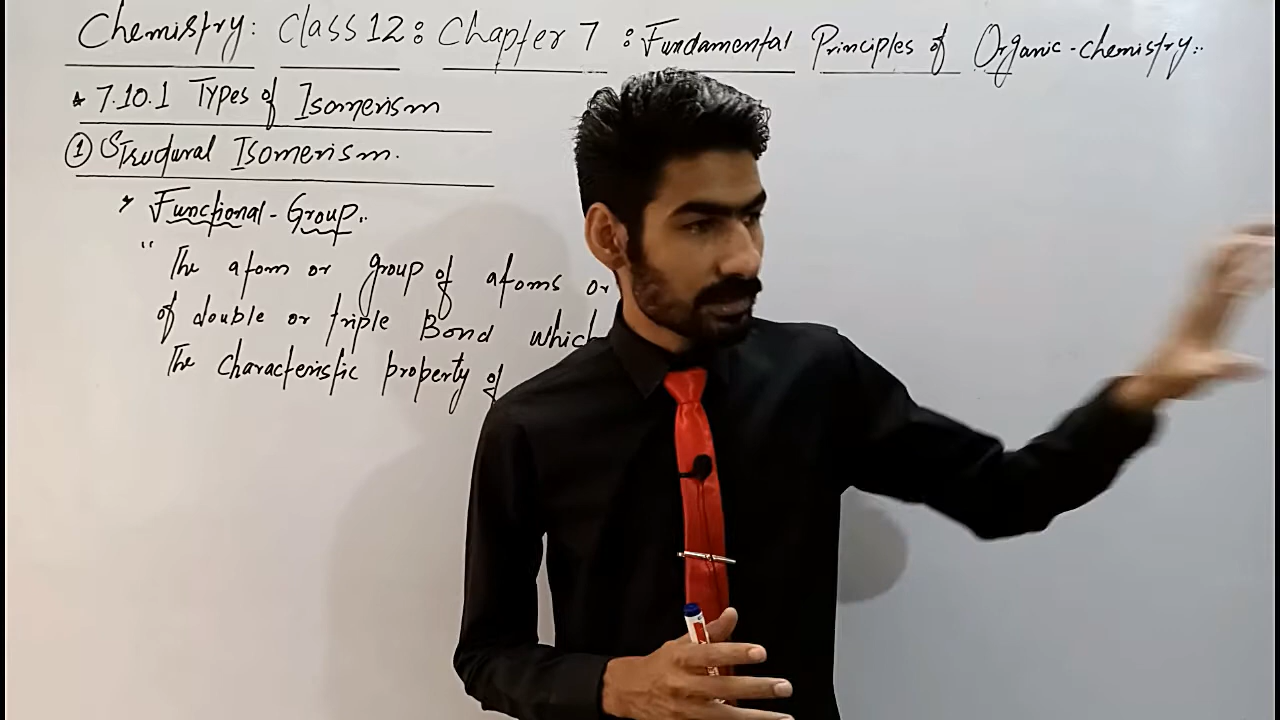 Chemistry: Class 12: Chapter 7: Fundamental Principles of Organic-chemistry..
* 7.10.1 Types of Isomerism
① Structural Isomerism.
* Functional-Group..
" The atom or group of atoms or
of double or triple Bond which
The characteristic property of